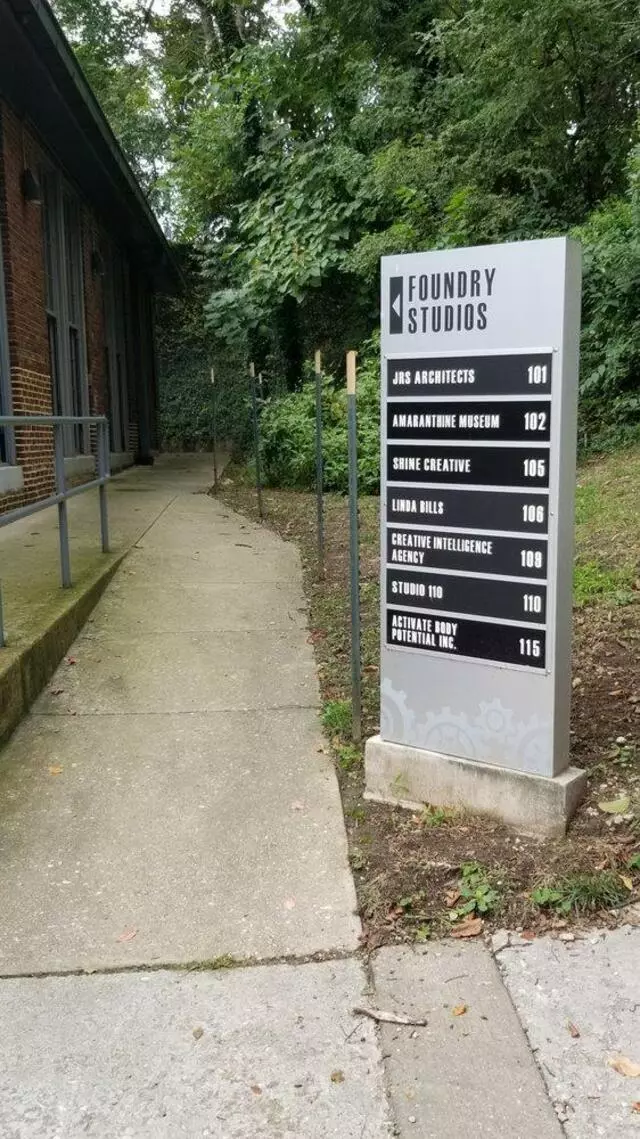 FOUNDRY
STUDIOS
JRS ARCHITECTS 101
AMARANTHINE MUSEUM 102
SHINE CREATIVE 105
LINDA BILLS 106
CREATIVE INTELLIGENCE
AGENCY 109
STUDIO 110 110
ACTIVATE BODY
POTENTIAL INC. 115